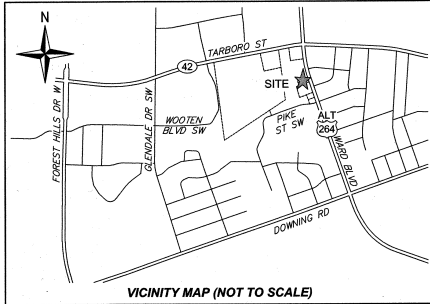 N
TARBORO ST
42
SITE
FOREST HILLS DR W
GLENDALE DR SW
WOOTEN
BLVD SW
PIKE
ST SW
ALT
264
WARD BLVD
DOWNING RD
VICINITY MAP (NOT TO SCALE)